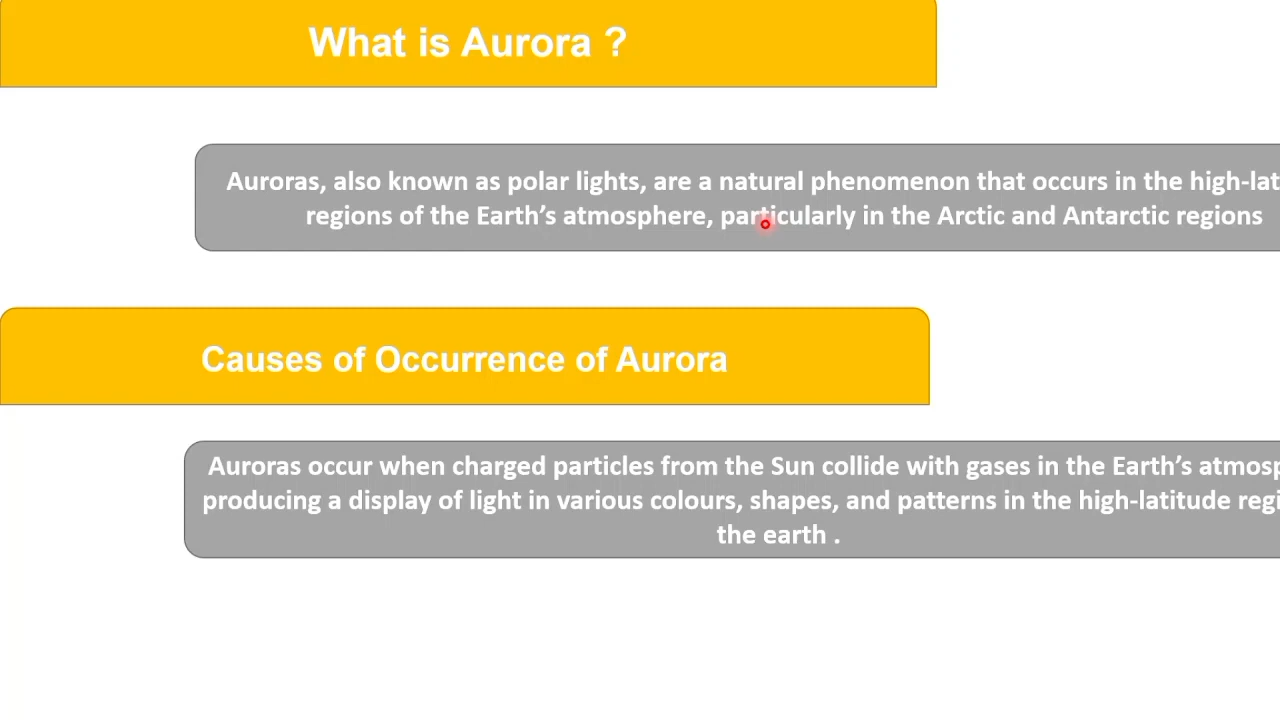 What is Aurora ?
Auroras, also known as polar lights, are a natural phenomenon that occurs in the high-lat
regions of the Earth’s atmosphere, particularly in the Arctic and Antarctic regions
Causes of Occurrence of Aurora
Auroras occur when charged particles from the Sun collide with gases in the Earth’s atmosp
producing a display of light in various colours, shapes, and patterns in the high-latitude regi
the earth .